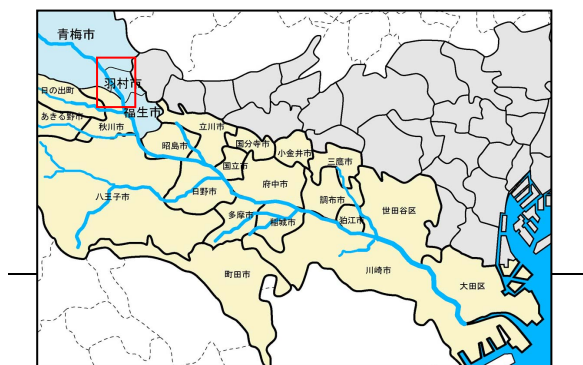 青梅市
羽村市
日の出町
福生市
あきる野市
秋川市
立川市
昭島市
国分寺市
小金井市
三鷹市
国立市
日野市
府中市
八王子市
調布市
世田谷区
多摩市
稲城市
狛江市
町田市
川崎市
大田区